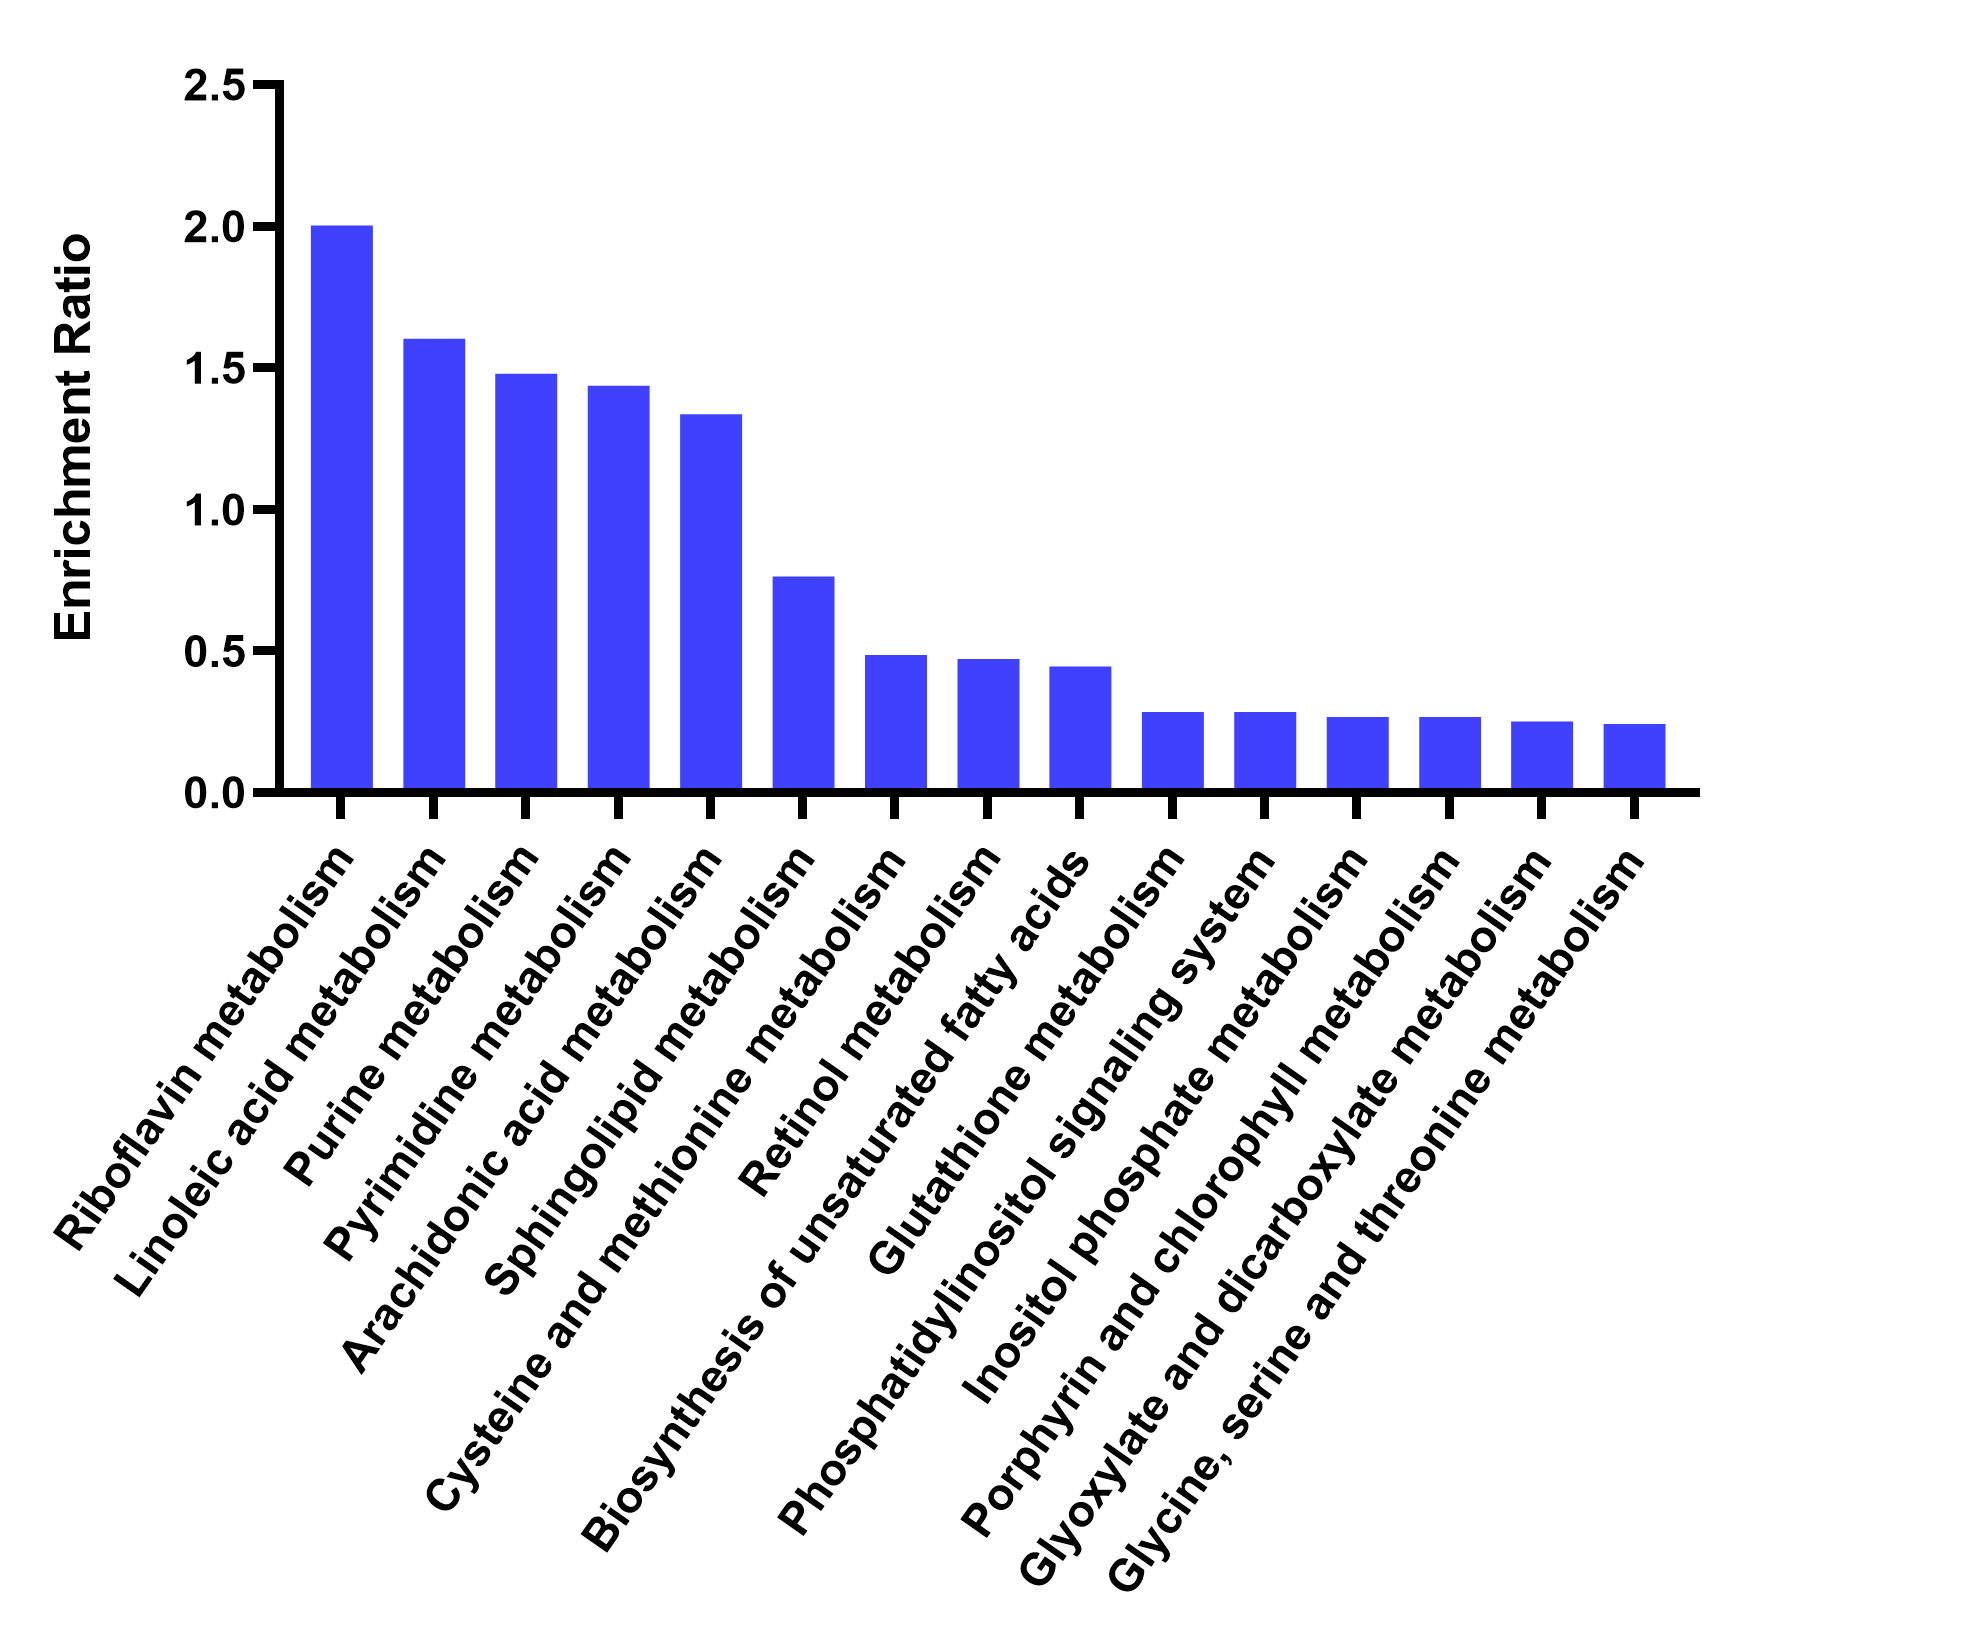 Enrichment Ratio
2.5
2.0
1.5
1.0
0.5
0.0
Riboflavin metabolism
Linoleic acid metabolism
Purine metabolism
Pyrimidine metabolism
Arachidonic acid metabolism
Sphingolipid metabolism
Cysteine and methionine metabolism
Retinol metabolism
Biosynthesis of unsaturated fatty acids
Glutathione metabolism
Phosphatidylinositol signaling system
Inositol phosphate metabolism
Porphyrin and chlorophyll metabolism
Glyoxylate and dicarboxylate metabolism
Glycine, serine and threonine metabolism